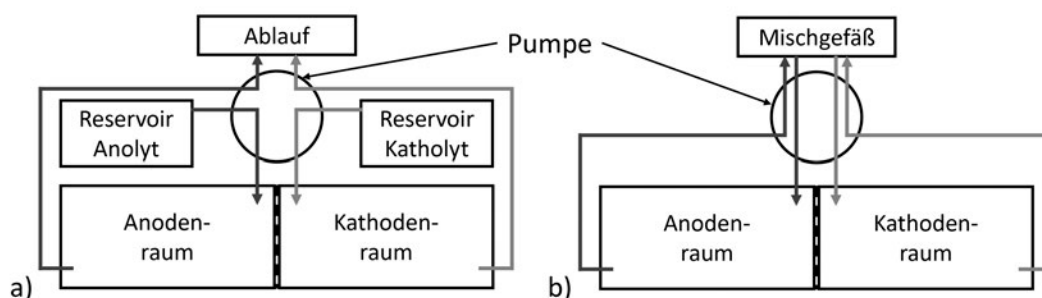 Ablauf
Pumpe
Mischgefäß
Reservoir
Anolyt
Reservoir
Katholyt
Anoden-
raum
Kathoden-
raum
Anoden-
raum
Kathoden-
raum
a)
b)